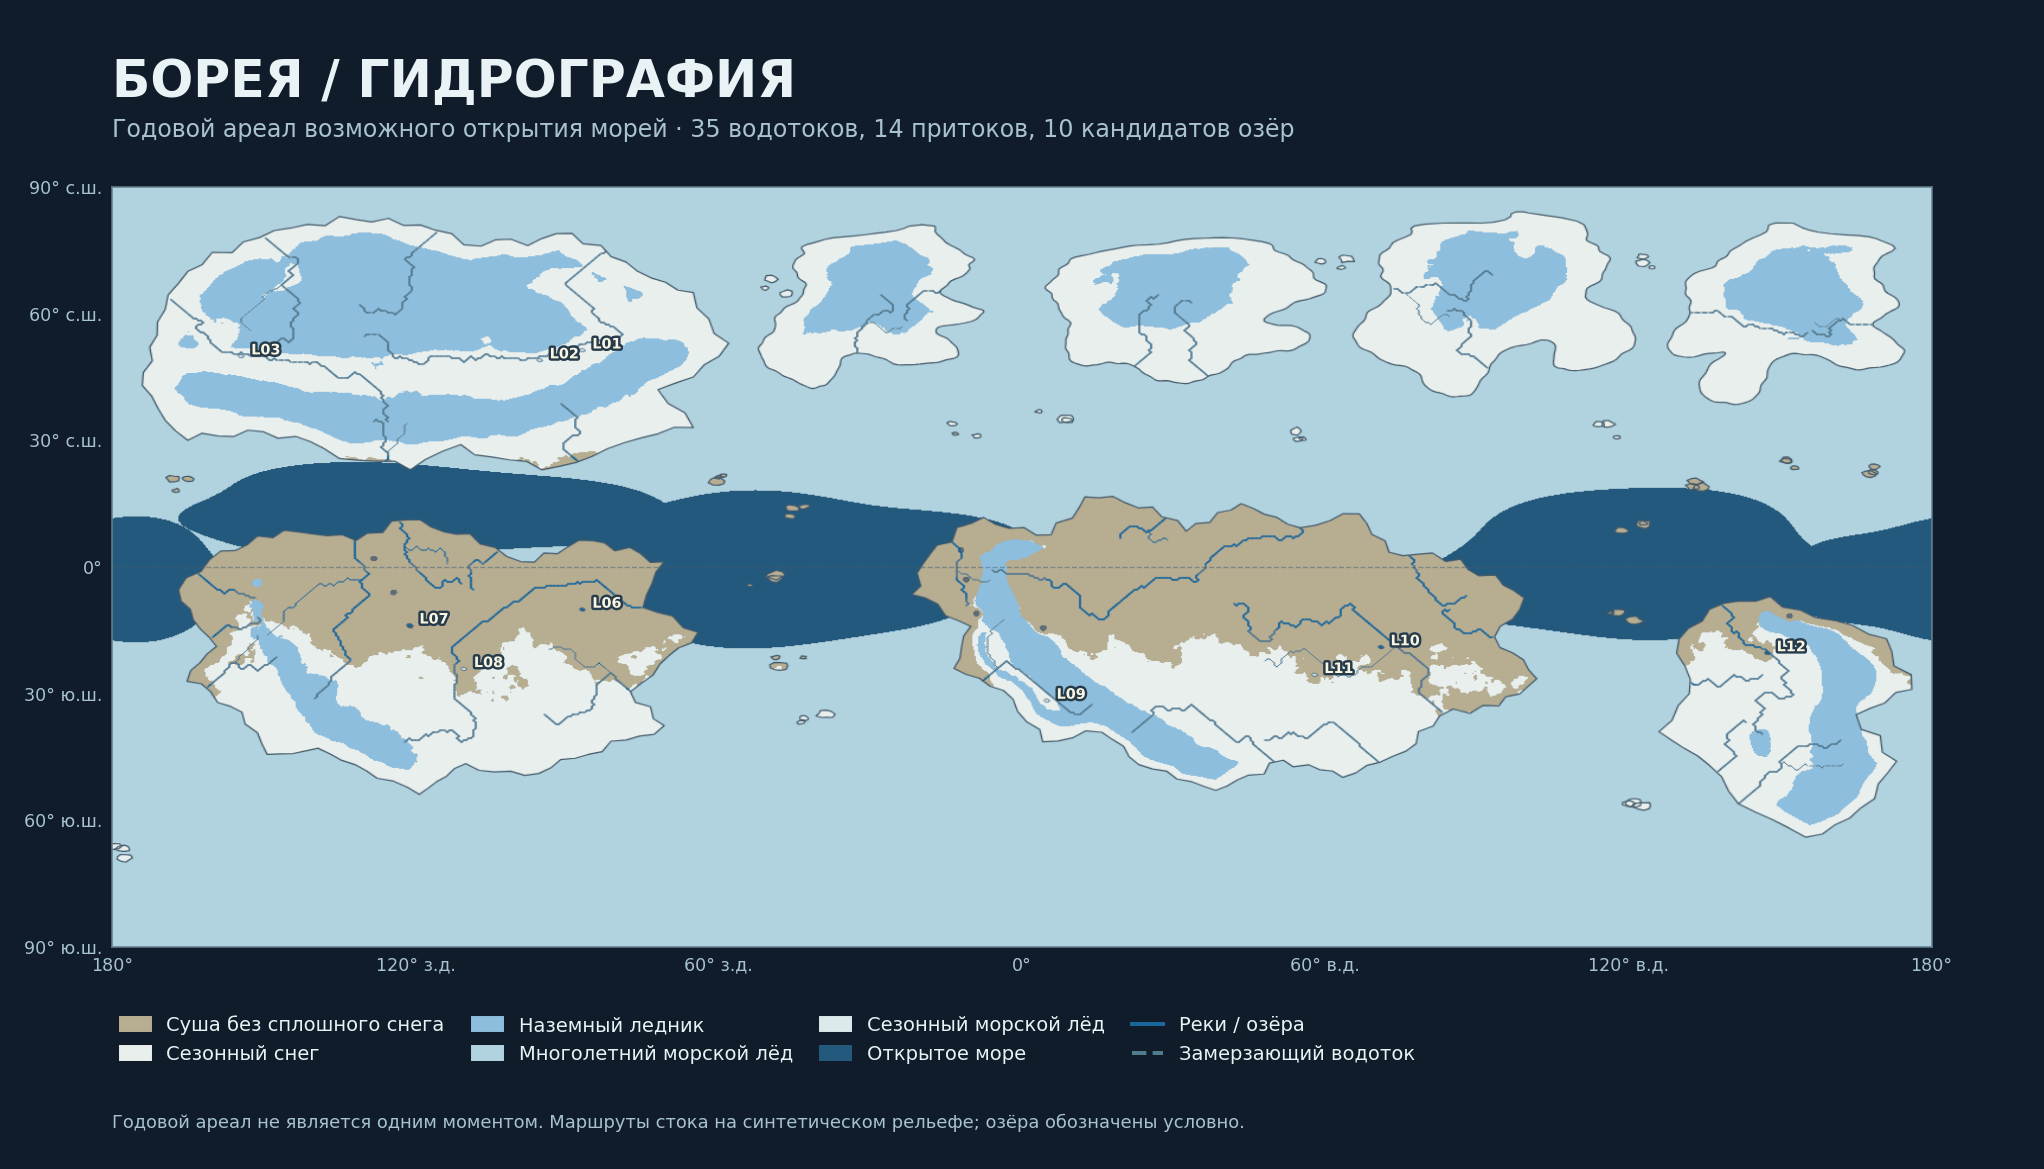 БОРЕЯ / ГИДРОГРАФИЯ
Годовой ареал возможного открытия морей · 35 водотоков, 14 притоков, 10 кандидатов озёр
90° с.ш.
60° с.ш.
30° с.ш.
0°
30° ю.ш.
60° ю.ш.
90° ю.ш.
L03
L02
L01
L06
L07
L08
L09
L10
L11
L12
180°
120° з.д.
60° з.д.
0°
60° в.д.
120° в.д.
180°
Суша без сплошного снега
Наземный ледник
Сезонный морской лёд
Реки / озёра
Сезонный снег
Многолетний морской лёд
Открытое море
Замерзающий водоток
Годовой ареал не является одним моментом. Маршруты стока на синтетическом рельефе; озёра обозначены условно.